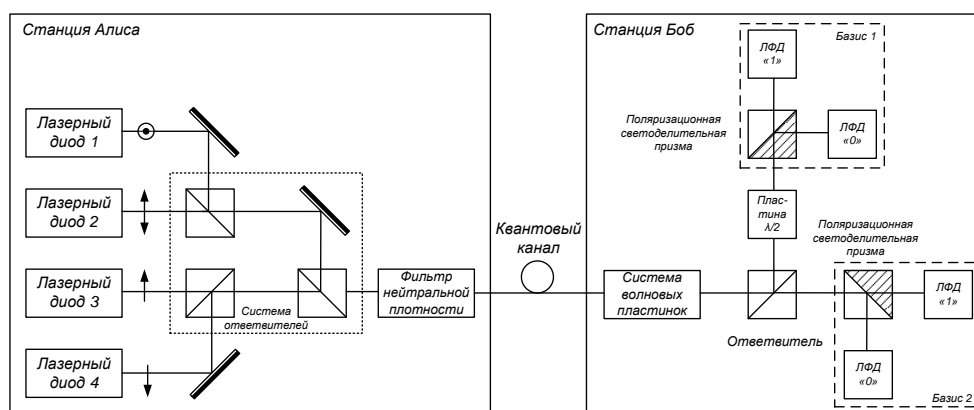 Станция Алиса
Лазерный
диод 1
Лазерный
диод 2
Лазерный
диод 3
Лазерный
диод 4
Система
ответвителей
Фильтр
нейтральной
плотности
Квантовый
канал
Станция Боб
Базис 1
ЛФД
«1»
Поляризационная
светоделительная
призма
ЛФД
«0»
Плас-
тина
λ/2
Поляризационная
светоделительная
призма
Система
волновых
пластинок
Ответвитель
ЛФД
«1»
ЛФД
«0»
Базис 2